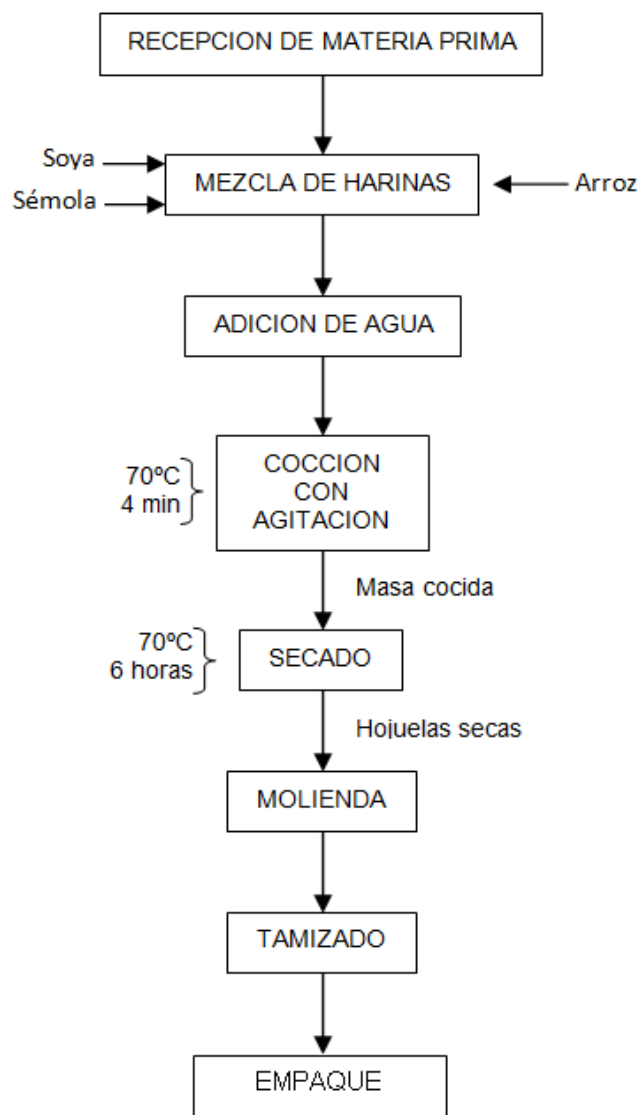 RECEPCION DE MATERIA PRIMA
Soya
MEZCLA DE HARINAS
Arroz
Sémola
ADICION DE AGUA
70ºC
4 min
COCCION
CON
AGITACION
Masa cocida
70ºC
6 horas
SECADO
Hojuelas secas
MOLIENDA
TAMIZADO
EMPAQUE